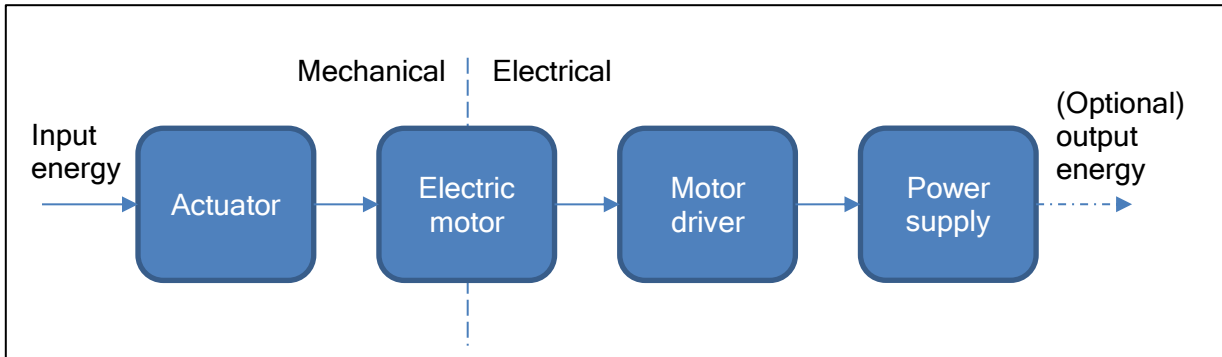 Mechanical
Electrical
Input
energy
Actuator
Electric
motor
Motor
driver
Power
supply
(Optional)
output
energy